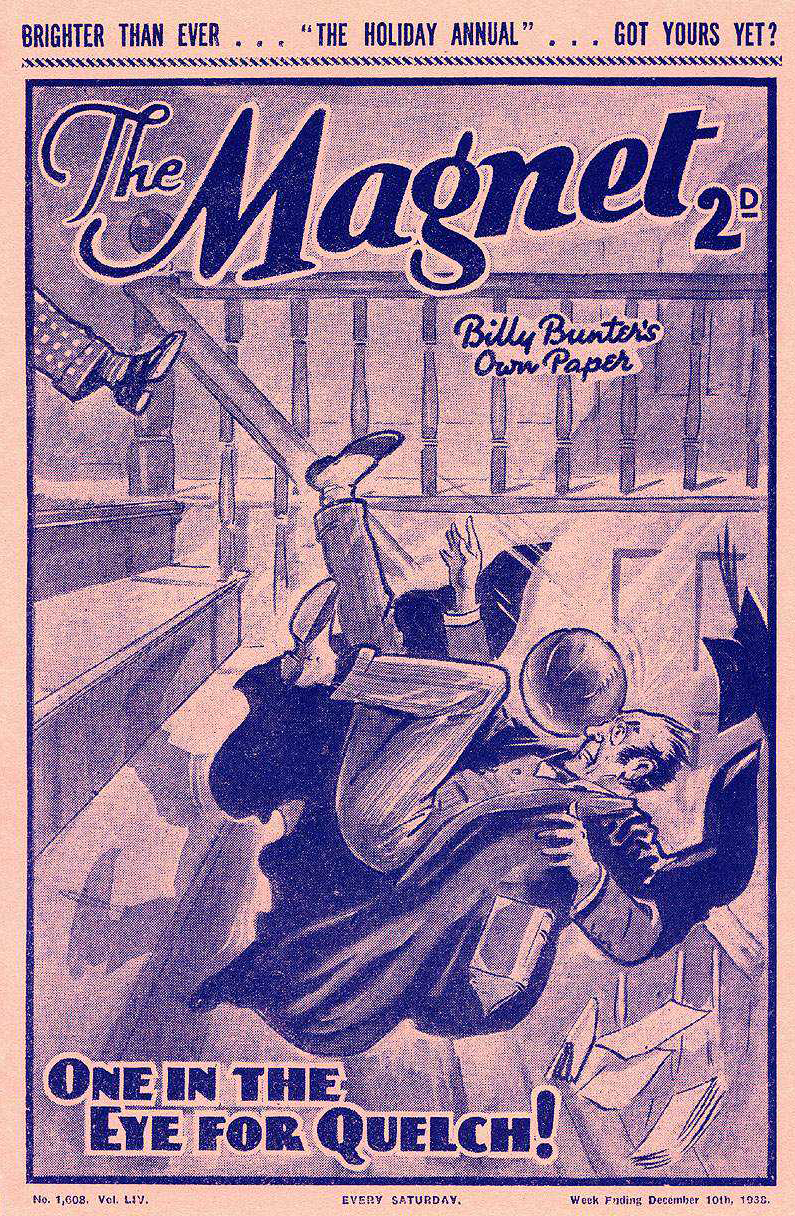 BRIGHTER THAN EVER . . . "THE HOLIDAY ANNUAL" . . . GOT YOURS YET?
The Magnet 2D
Billy Bunter's
Own Paper
ONE IN THE
EYE FOR QUELCH!
No. 1,608. Vol. LIV. EVERY SATURDAY. Week Ending December 10th, 1938.